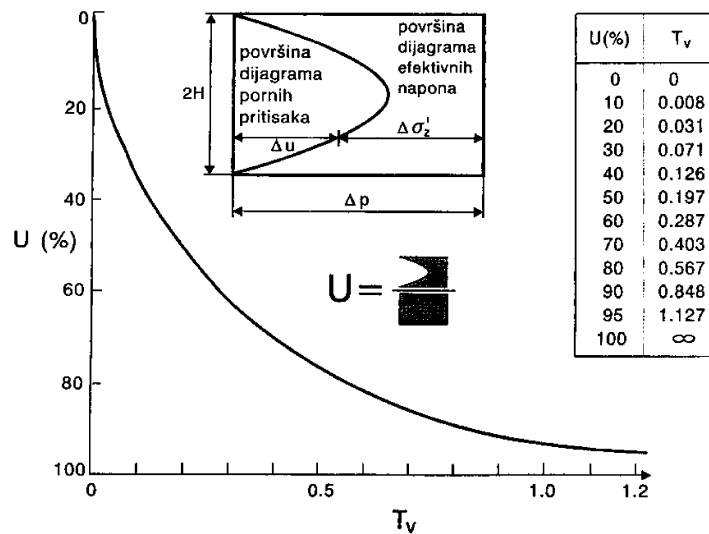 0
20
40
60
80
100
U (%)
0
0.5
1.0
1.2
Tv
2H
površina
dijagrama
pornih
pritisaka
površina
dijagrama
efektivnih
napona
Δu
Δσz'
Δp
U=
U(%) Tv
0 0
10 0.008
20 0.031
30 0.071
40 0.126
50 0.197
60 0.287
70 0.403
80 0.567
90 0.848
95 1.127
100 ∞